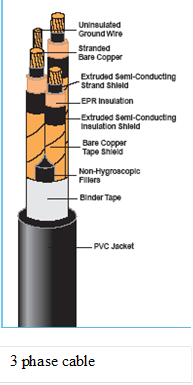 Uninsulated
Ground Wire
Stranded
Bare Copper
Extruded Semi-Conducting
Strand Shield
EPR Insulation
Extruded Semi-Conducting
Insulation Shield
Bare Copper
Tape Shield
Non-Hygroscopic
Fillers
Binder Tape
PVC Jacket
3 phase cable